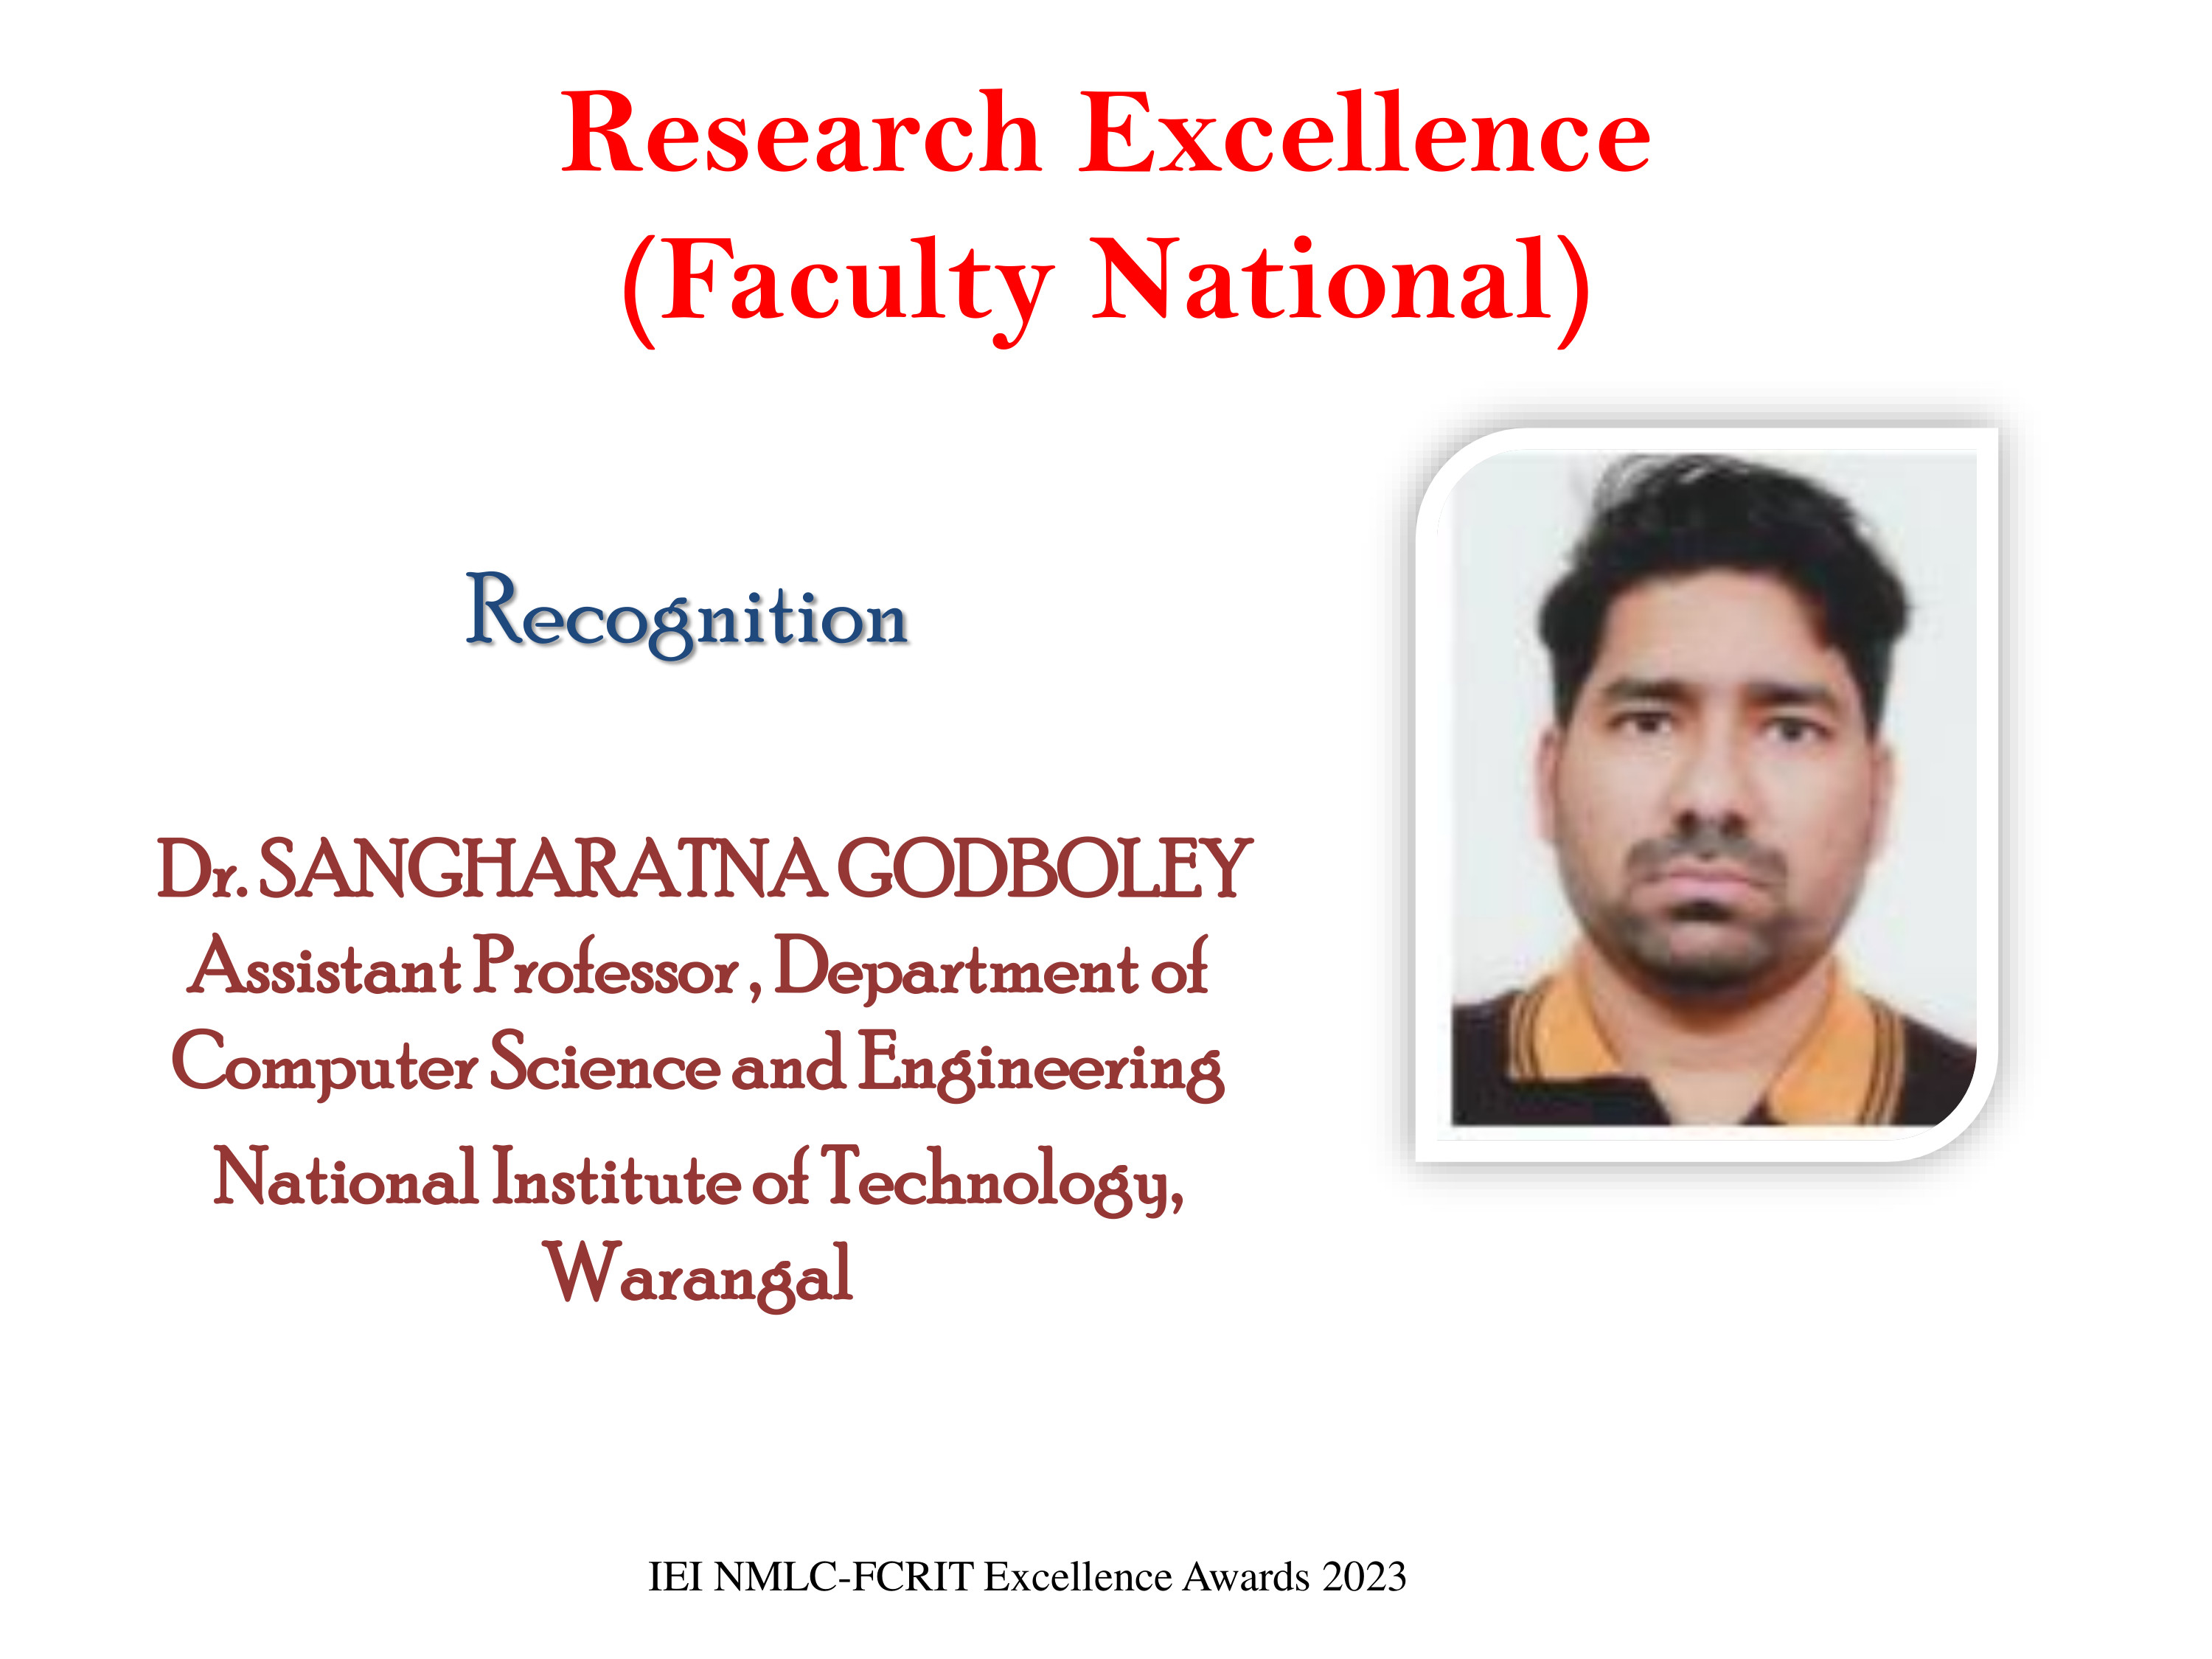 Research Excellence
(Faculty National)
Recognition
Dr. SANGHARATNA GODBOLEY
Assistant Professor , Department of
Computer Science and Engineering
National Institute of Technology,
Warangal
IEI NMLC-FCRIT Excellence Awards 2023